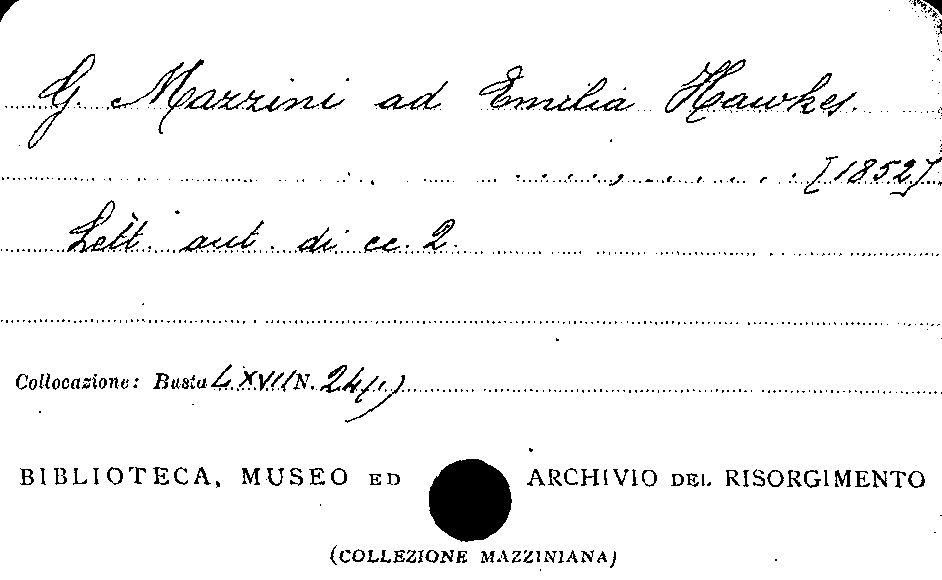 G. Mazzini ad Emilia Hawkes.
[1852]
Lett. aut. di cc. 2.
Collocazione: Busta LXVII N. 24(1)
BIBLIOTECA, MUSEO ED ARCHIVIO DEL RISORGIMENTO
(COLLEZIONE MAZZINIANA)